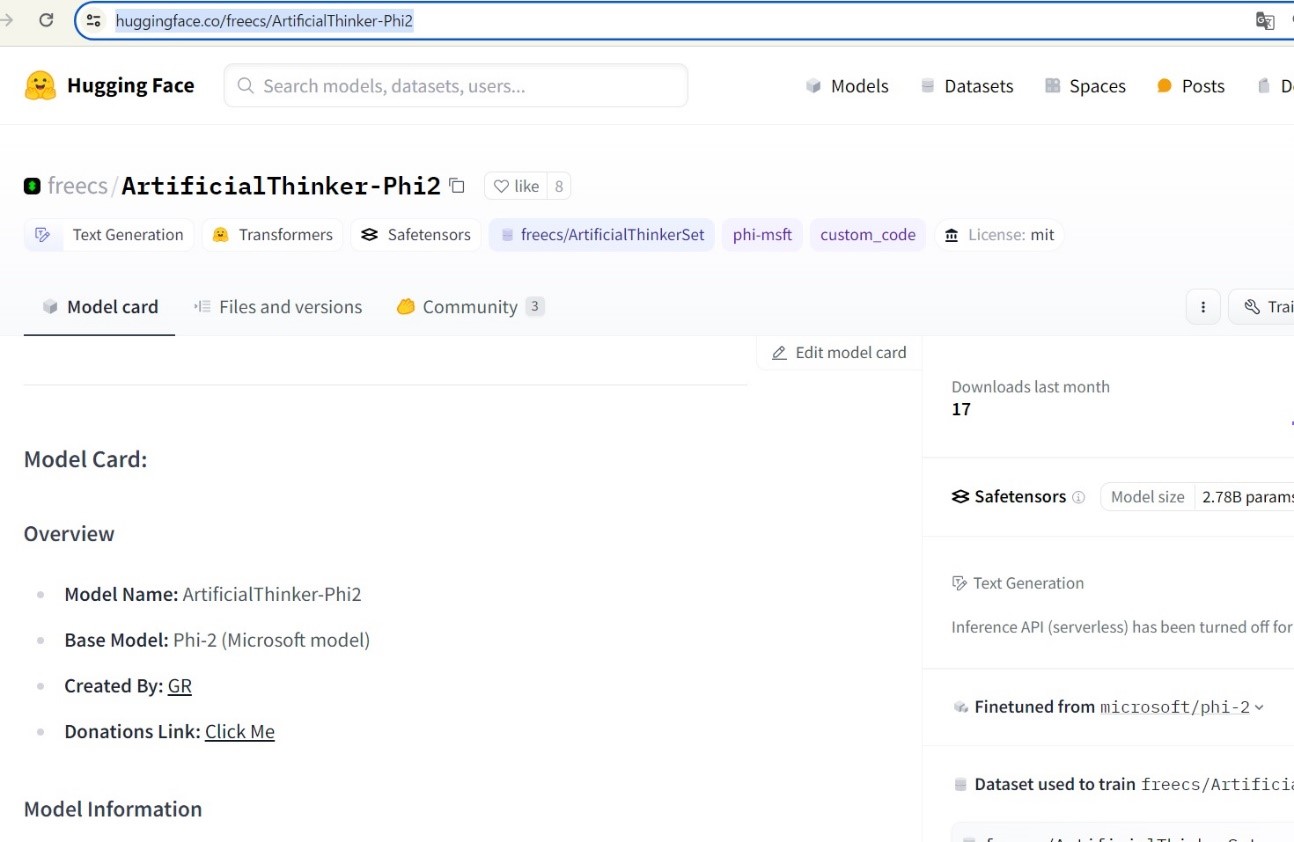 huggingface.co/freecs/ArtificialThinker-Phi2
Hugging Face
Search models, datasets, users...
Models
Datasets
Spaces
Posts
freecs/ArtificialThinker-Phi2
like 8
Text Generation
Transformers
Safetensors
freecs/ArtificialThinkerSet
phi-msft
custom_code
License: mit
Model card
Files and versions
Community 3
Trai
Edit model card
Downloads last month
17
Model Card:
Safetensors
Model size 2.78B params
Overview
Text Generation
Model Name: ArtificialThinker-Phi2
Inference API (serverless) has been turned off for
Base Model: Phi-2 (Microsoft model)
Created By: GR
Finetuned from microsoft/phi-2
Donations Link: Click Me
Dataset used to train freecs/Artificia
Model Information